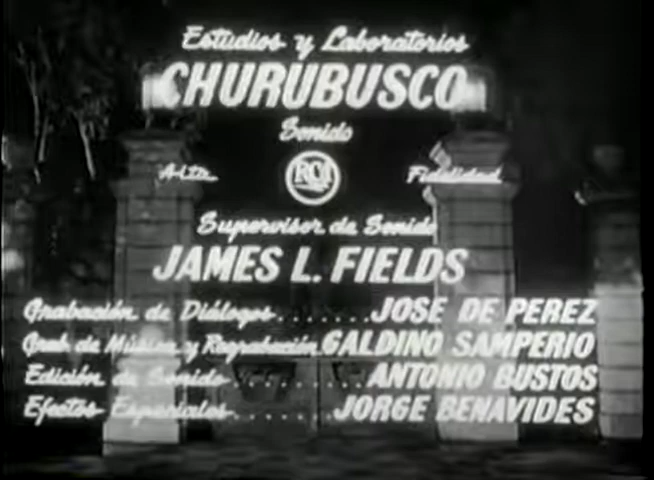 Estudios y Laboratorios
CHURUBUSCO
Sonido
Alta RCA Fidelidad
Supervisor de Sonido
JAMES L. FIELDS
Grabación de Diálogos.......JOSE DE PEREZ
Grab. de Música y Regrabación GALDINO SAMPERIO
Edición de Sonido.........ANTONIO BUSTOS
Efectos Especiales.......JORGE BENAVIDES